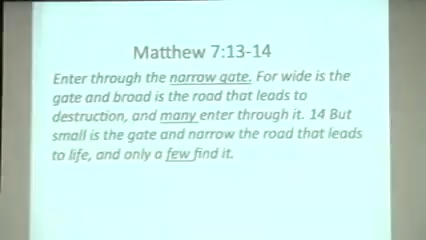 Matthew 7:13-14
Enter through the narrow gate. For wide is the
gate and broad is the road that leads to
destruction, and many enter through it. 14 But
small is the gate and narrow the road that leads
to life, and only a few find it.